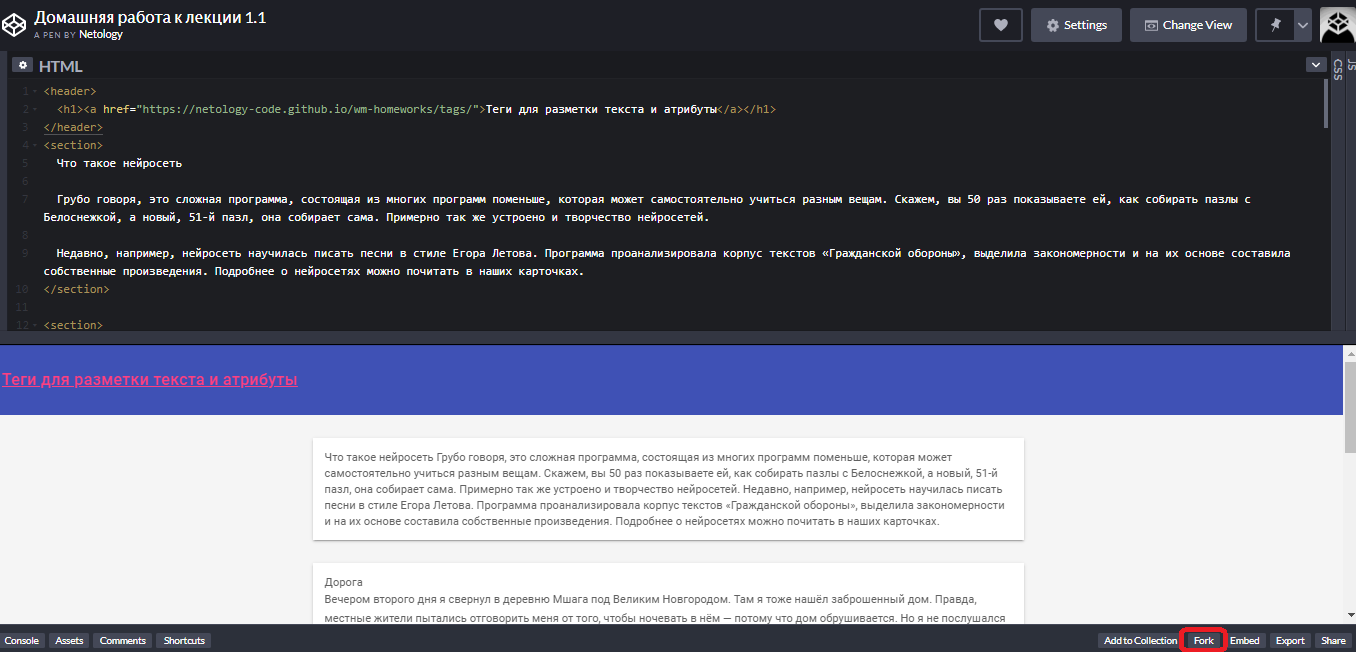 Домашняя работа к лекции 1.1
A PEN BY Netology
Settings
Change View
HTML
CSS
JS
1 <header>
2 <h1><a href="https://netology-code.github.io/wm-homeworks/tags/">Теги для разметки текста и атрибуты</a></h1>
3 </header>
4 <section>
5 Что такое нейросеть
6
7 Грубо говоря, это сложная программа, состоящая из многих программ поменьше, которая может самостоятельно учиться разным вещам. Скажем, вы 50 раз показываете ей, как собирать пазлы с
Белоснежкой, а новый, 51-й пазл, она собирает сама. Примерно так же устроено и творчество нейросетей.
8
9 Недавно, например, нейросеть научилась писать песни в стиле Егора Летова. Программа проанализировала корпус текстов «Гражданской обороны», выделила закономерности и на их основе составила
собственные произведения. Подробнее о нейросетях можно почитать в наших карточках.
10 </section>
11
12 <section>
Теги для разметки текста и атрибуты
Что такое нейросеть Грубо говоря, это сложная программа, состоящая из многих программ поменьше, которая может
самостоятельно учиться разным вещам. Скажем, вы 50 раз показываете ей, как собирать пазлы с Белоснежкой, а новый, 51-й
пазл, она собирает сама. Примерно так же устроено и творчество нейросетей. Недавно, например, нейросеть научилась писать
песни в стиле Егора Летова. Программа проанализировала корпус текстов «Гражданской обороны», выделила закономерности
и на их основе составила собственные произведения. Подробнее о нейросетях можно почитать в наших карточках.
Дорога
Вечером второго дня я свернул в деревню Мшага под Великим Новгородом. Там я тоже нашёл заброшенный дом. Правда,
местные жители пытались отговорить меня от того, чтобы ночевать в нём — потому что дом обрушивается. Но я не послушался
Console
Assets
Comments
Shortcuts
Add to Collection
Fork
Embed
Export
Share